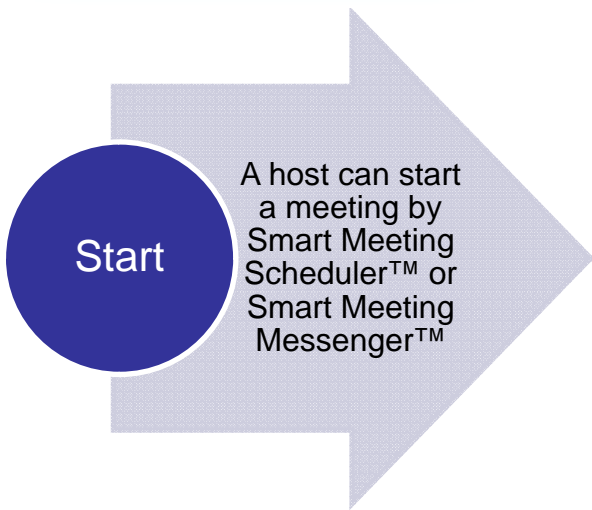 Start
A host can start
a meeting by
Smart Meeting
Scheduler™ or
Smart Meeting
Messenger™